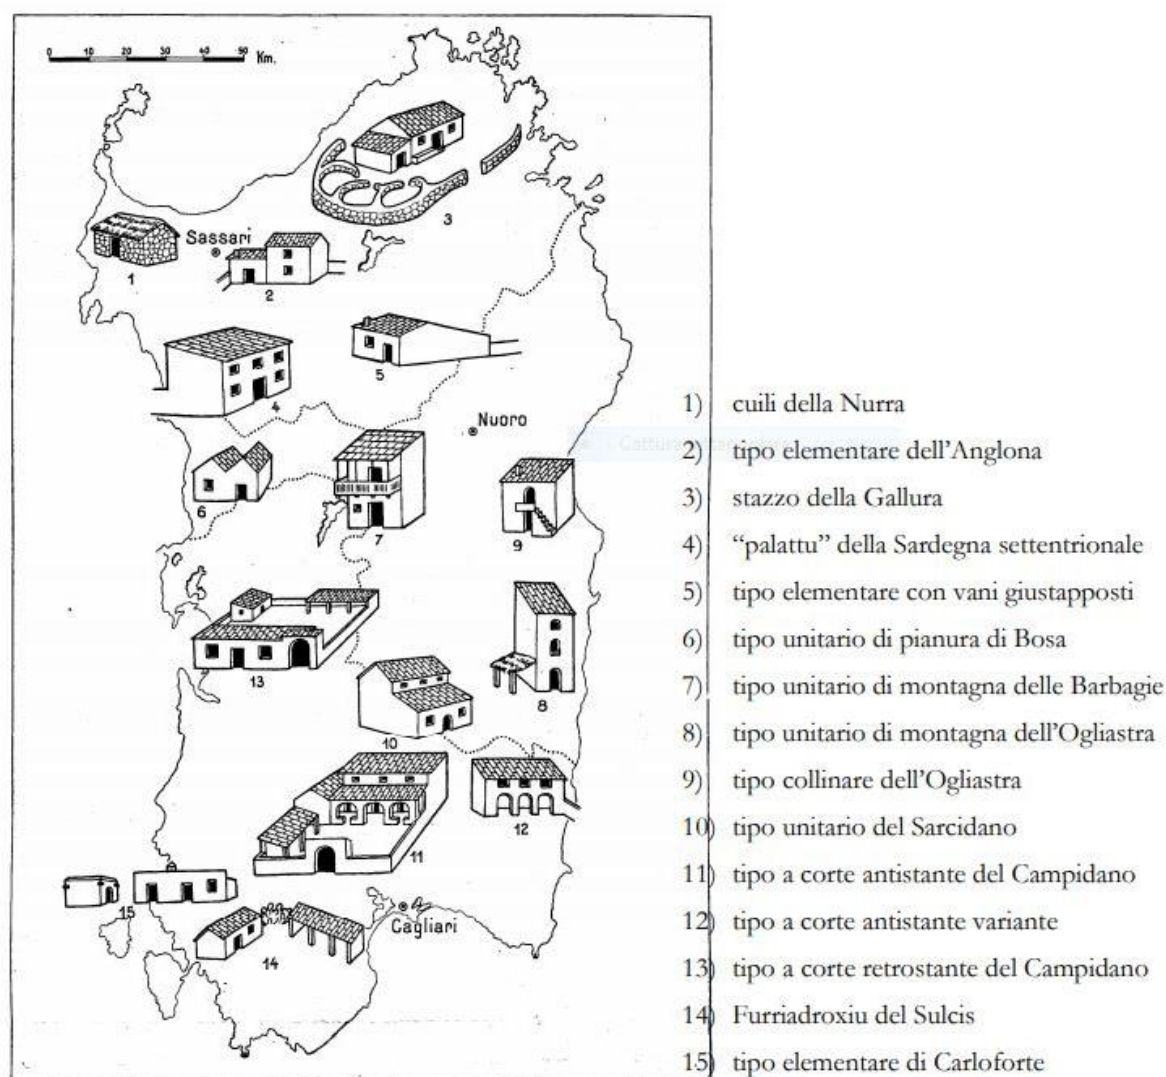 0 10 20 30 40 50 Km.
3
Sassari
1
2
5
4
Nuoro
6
7
9
13
8
10
12
11
15
Cagliari
14
1) cuili della Nurra
2) tipo elementare dell'Anglona
3) stazzo della Gallura
4) “palattu” della Sardegna settentrionale
5) tipo elementare con vani giustapposti
6) tipo unitario di pianura di Bosa
7) tipo unitario di montagna delle Barbagie
8) tipo unitario di montagna dell'Ogliastra
9) tipo collinare dell'Ogliastra
10) tipo unitario del Sarcidano
11) tipo a corte antistante del Campidano
12) tipo a corte antistante variante
13) tipo a corte retrostante del Campidano
14) Furriadroxiu del Sulcis
15) tipo elementare di Carloforte